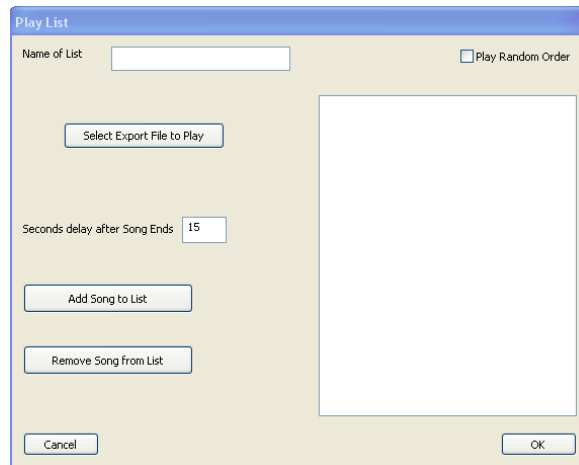 Play List
Name of List
Play Random Order
Select Export File to Play
Seconds delay after Song Ends 15
Add Song to List
Remove Song from List
Cancel
OK